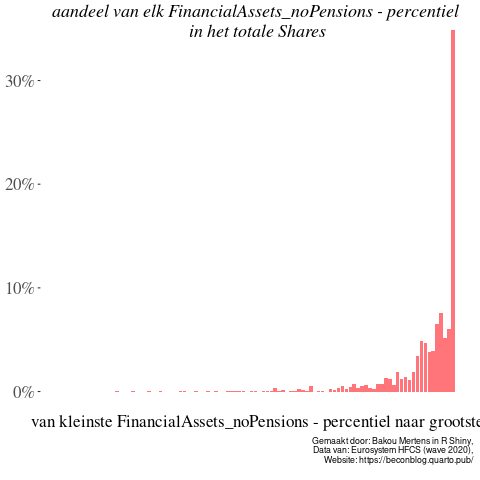 aandeel van elk FinancialAssets_noPensions - percentiel
in het totale Shares
30%
20%
10%
0%
van kleinste FinancialAssets_noPensions - percentiel naar grootste
Gemaakt door: Bakou Mertens in R Shiny,
Data van: Eurosystem HFCS (wave 2020),
Website: https://beconblog.quarto.pub/